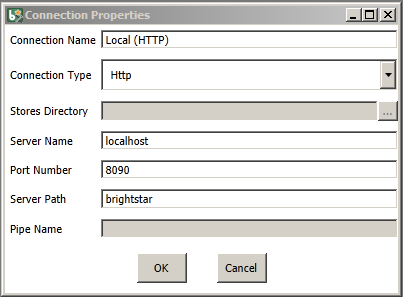 Connection Properties
Connection Name Local (HTTP)
Connection Type Http
Stores Directory ...
Server Name localhost
Port Number 8090
Server Path brightstar
Pipe Name
OK Cancel